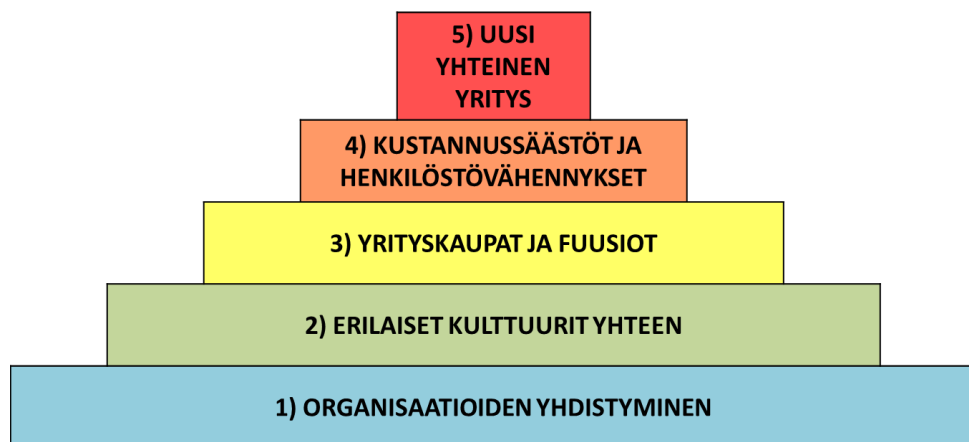 5) UUSI
YHTEINEN
YRITYS
4) KUSTANNUSSÄÄSTÖT JA
HENKILÖSTÖVÄHENNYKSET
3) YRITYSKAUPAT JA FUUSIOT
2) ERILAISET KULTTUURIT YHTEEN
1) ORGANISAATIOIDEN YHDISTYMINEN